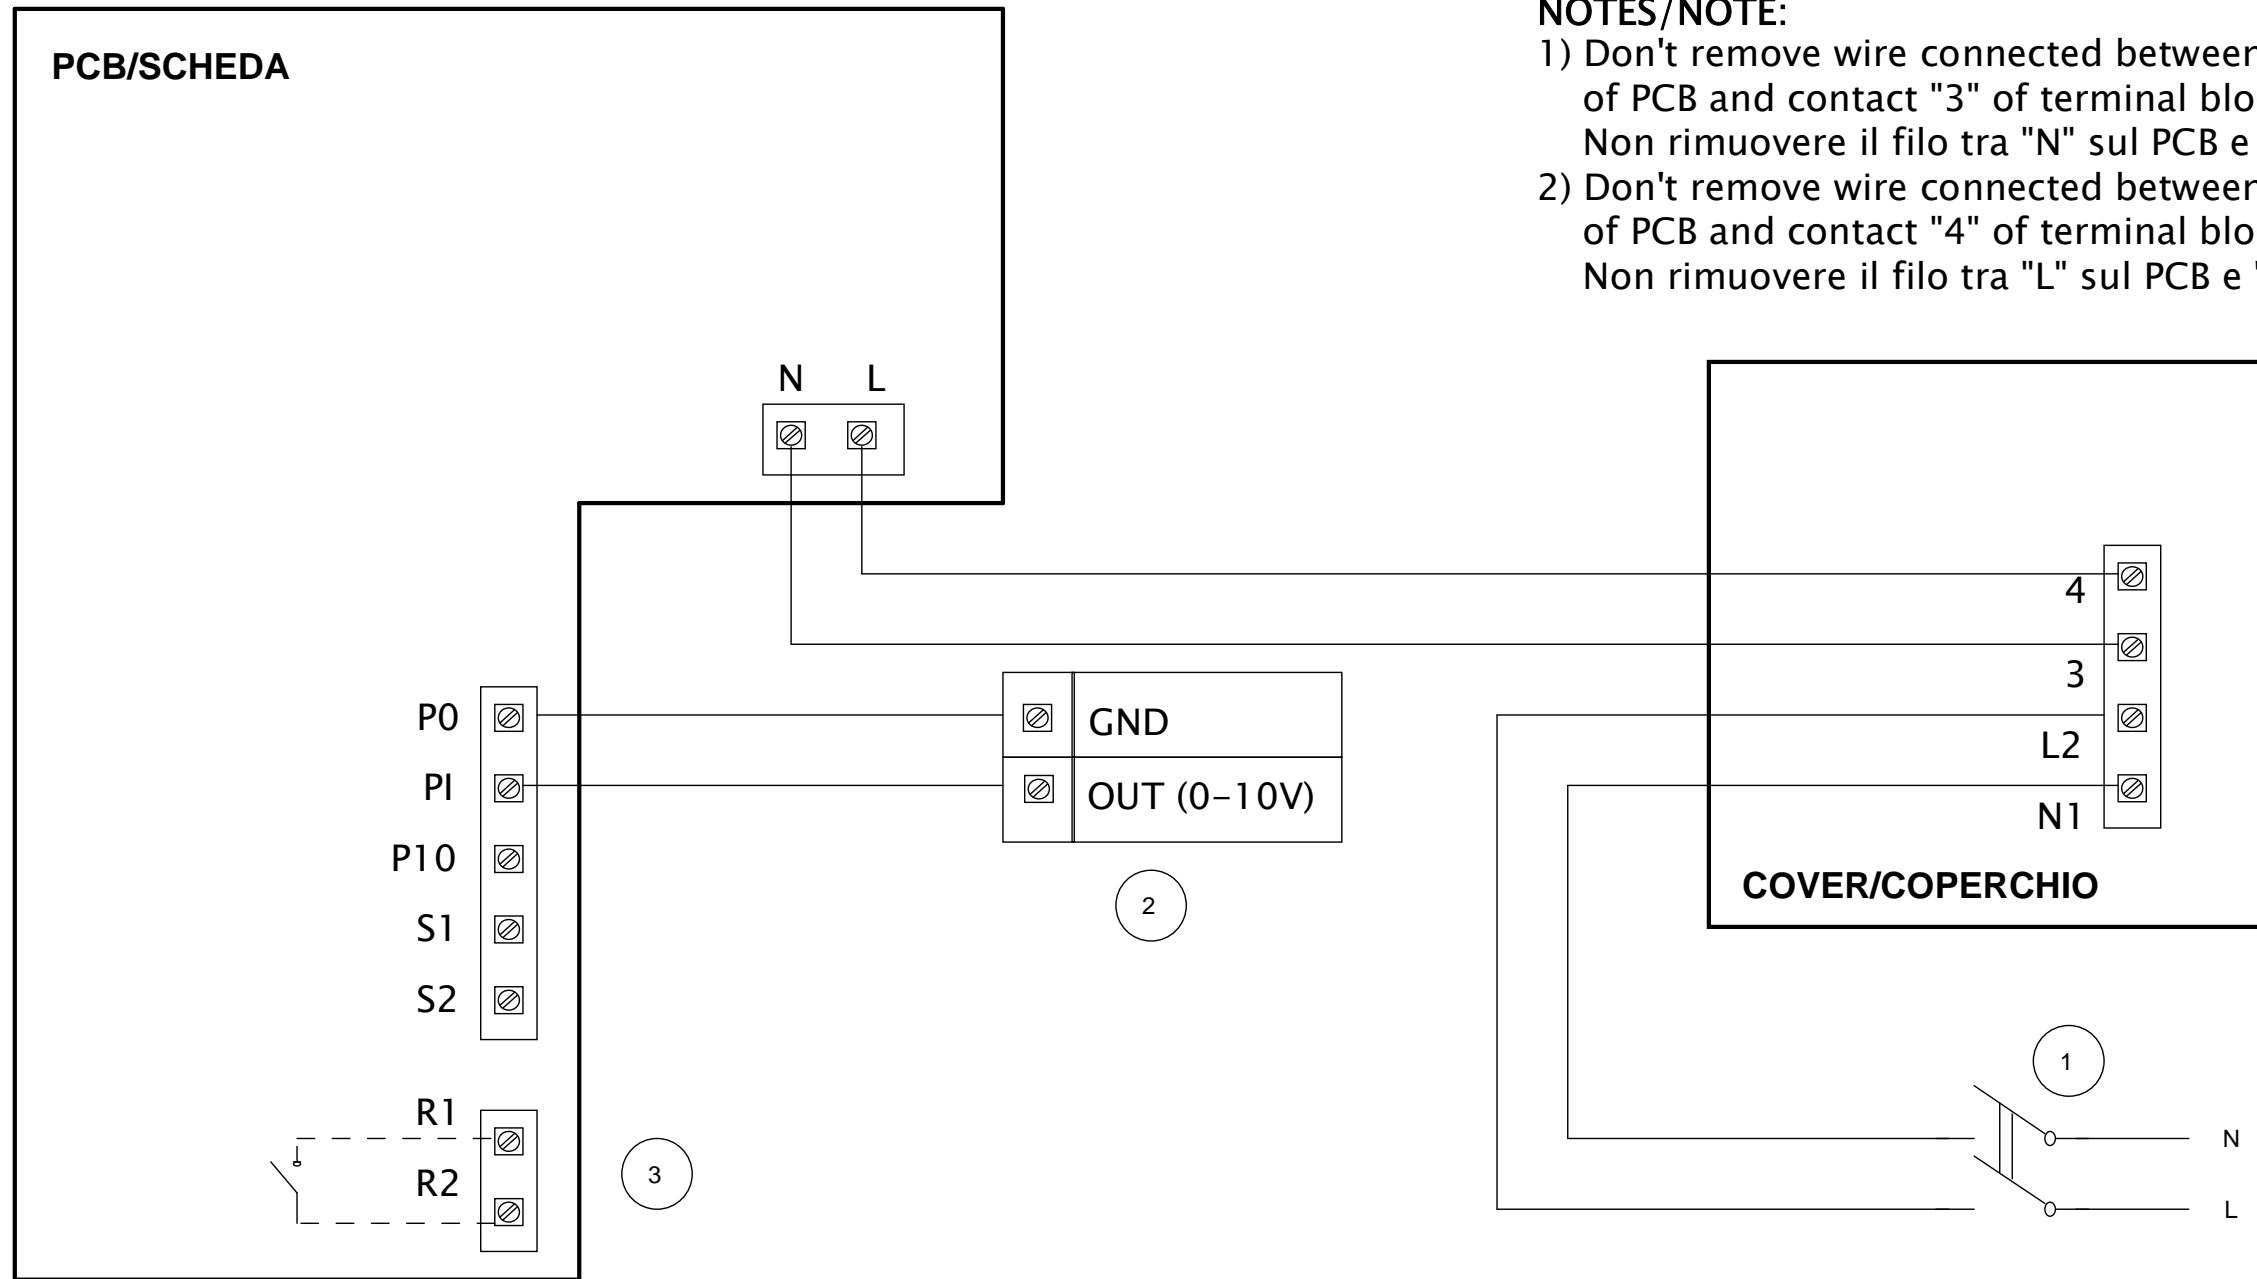 NOTES/NOTE:
1) Don't remove wire connected between
of PCB and contact "3" of terminal blo
Non rimuovere il filo tra "N" sul PCB e
2) Don't remove wire connected between
of PCB and contact "4" of terminal blo
Non rimuovere il filo tra "L" sul PCB e "
PCB/SCHEDA
N L
4
3
L2
N1
COVER/COPERCHIO
P0
PI
P10
S1
S2
GND
OUT (0-10V)
2
R1
R2
3
1
N
L